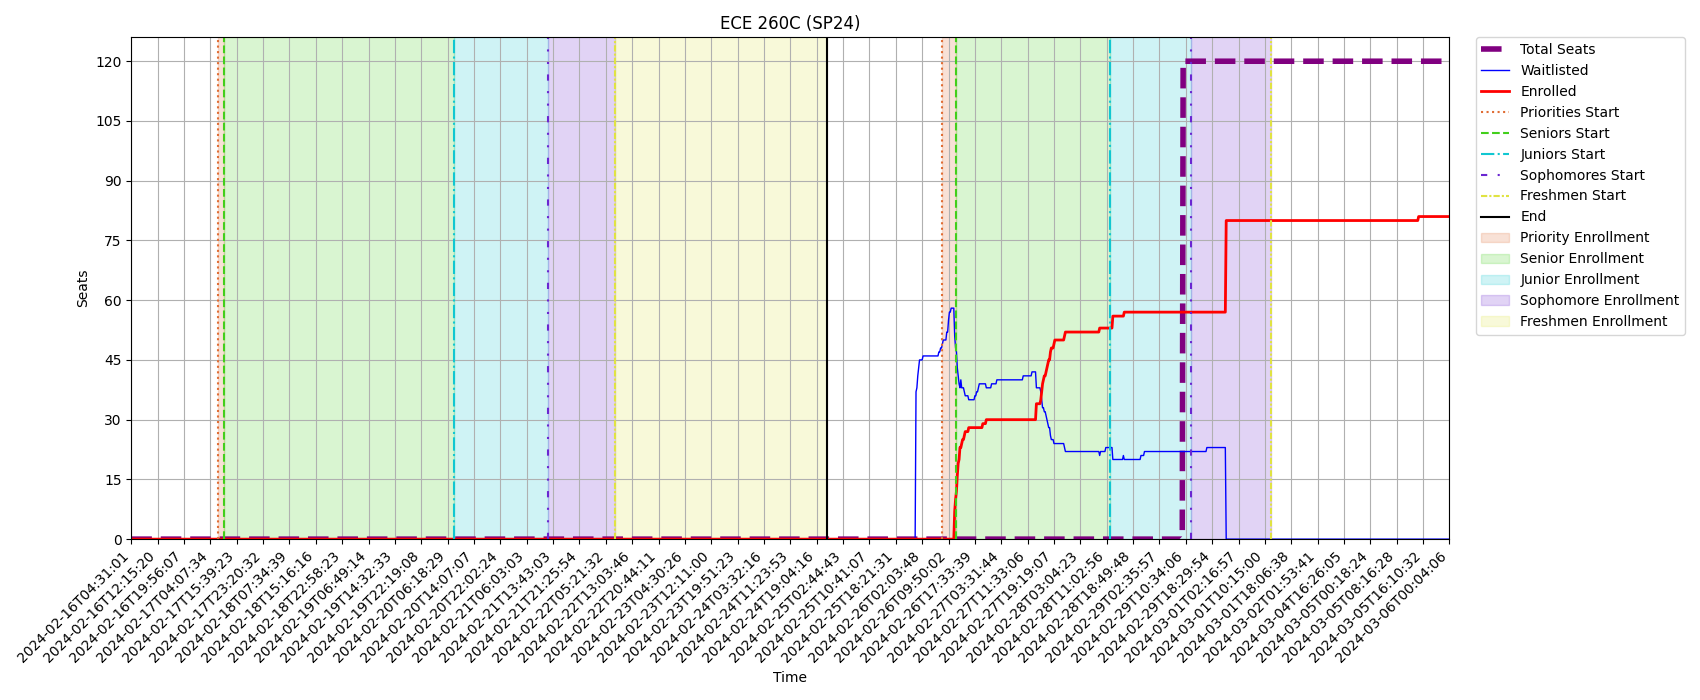 ECE 260C (SP24)
Seats
120
105
90
75
60
45
30
15
0
2024-02-16T04:31:01
2024-02-16T12:15:20
2024-02-16T19:56:07
2024-02-17T04:07:34
2024-02-17T15:39:23
2024-02-17T23:20:32
2024-02-18T07:34:39
2024-02-18T15:16:16
2024-02-18T22:58:23
2024-02-19T06:49:14
2024-02-19T14:32:33
2024-02-19T22:19:08
2024-02-20T06:18:29
2024-02-20T14:07:07
2024-02-20T22:02:24
2024-02-21T06:03:03
2024-02-21T13:43:03
2024-02-21T21:25:54
2024-02-22T05:21:32
2024-02-22T13:03:46
2024-02-22T20:44:11
2024-02-23T04:30:26
2024-02-23T12:11:00
2024-02-23T19:51:23
2024-02-24T03:32:16
2024-02-24T11:23:53
2024-02-24T19:04:16
2024-02-25T02:44:43
2024-02-25T10:41:07
2024-02-25T18:21:31
2024-02-26T02:03:48
2024-02-26T09:50:02
2024-02-26T17:33:39
2024-02-27T03:31:44
2024-02-27T11:33:06
2024-02-27T19:19:07
2024-02-28T03:04:23
2024-02-28T11:02:56
2024-02-28T18:49:48
2024-02-29T02:35:57
2024-02-29T10:34:06
2024-02-29T18:29:54
2024-03-01T02:16:57
2024-03-01T10:15:00
2024-03-01T18:06:38
2024-03-02T01:53:41
2024-03-04T16:26:05
2024-03-05T00:18:24
2024-03-05T08:16:28
2024-03-05T16:10:32
2024-03-06T00:04:06
Time
Total Seats
Waitlisted
Enrolled
Priorities Start
Seniors Start
Juniors Start
Sophomores Start
Freshmen Start
End
Priority Enrollment
Senior Enrollment
Junior Enrollment
Sophomore Enrollment
Freshmen Enrollment